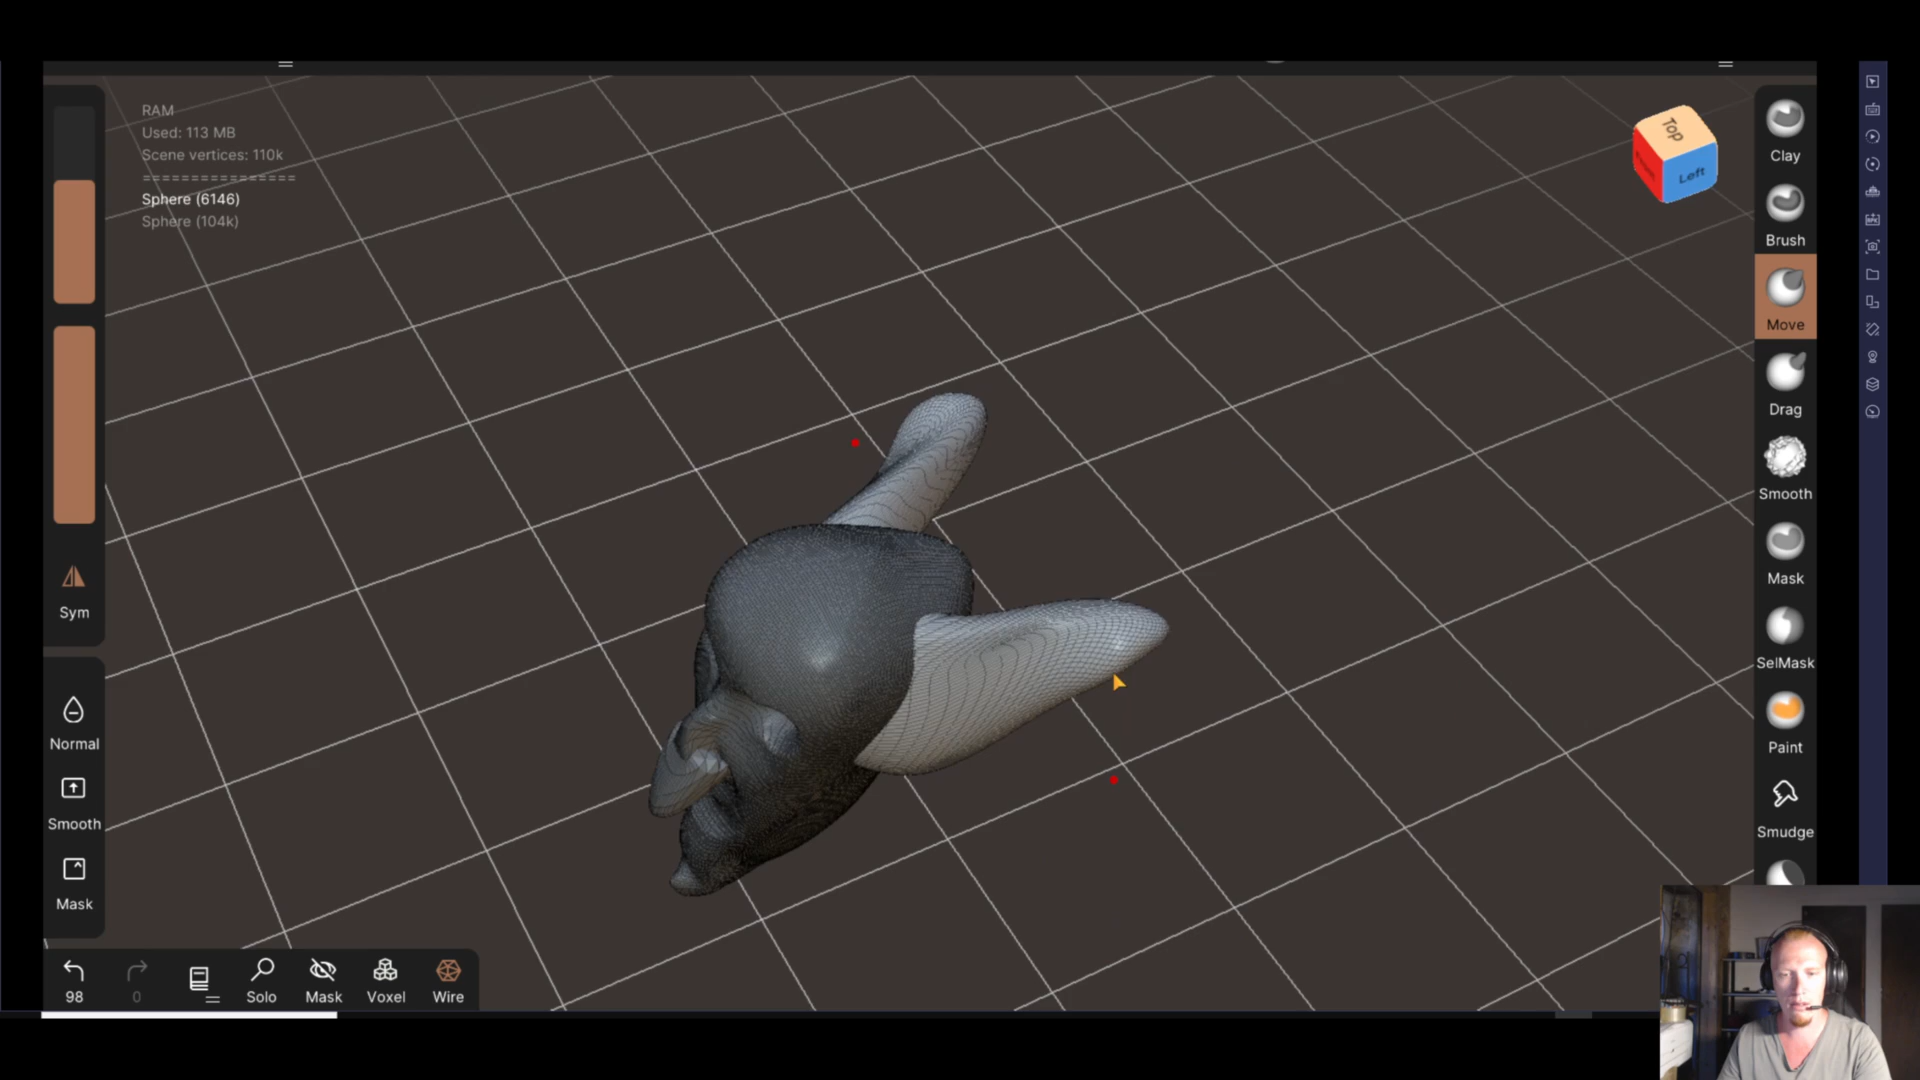 RAM
Used: 113 MB
Scene vertices: 110k
================
Sphere (6146)
Sphere (104k)
Top
Left
Clay
Brush
Move
Drag
Smooth
Mask
SelMask
Paint
Smudge
Sym
Normal
Smooth
Mask
98
0
Solo
Mask
Voxel
Wire